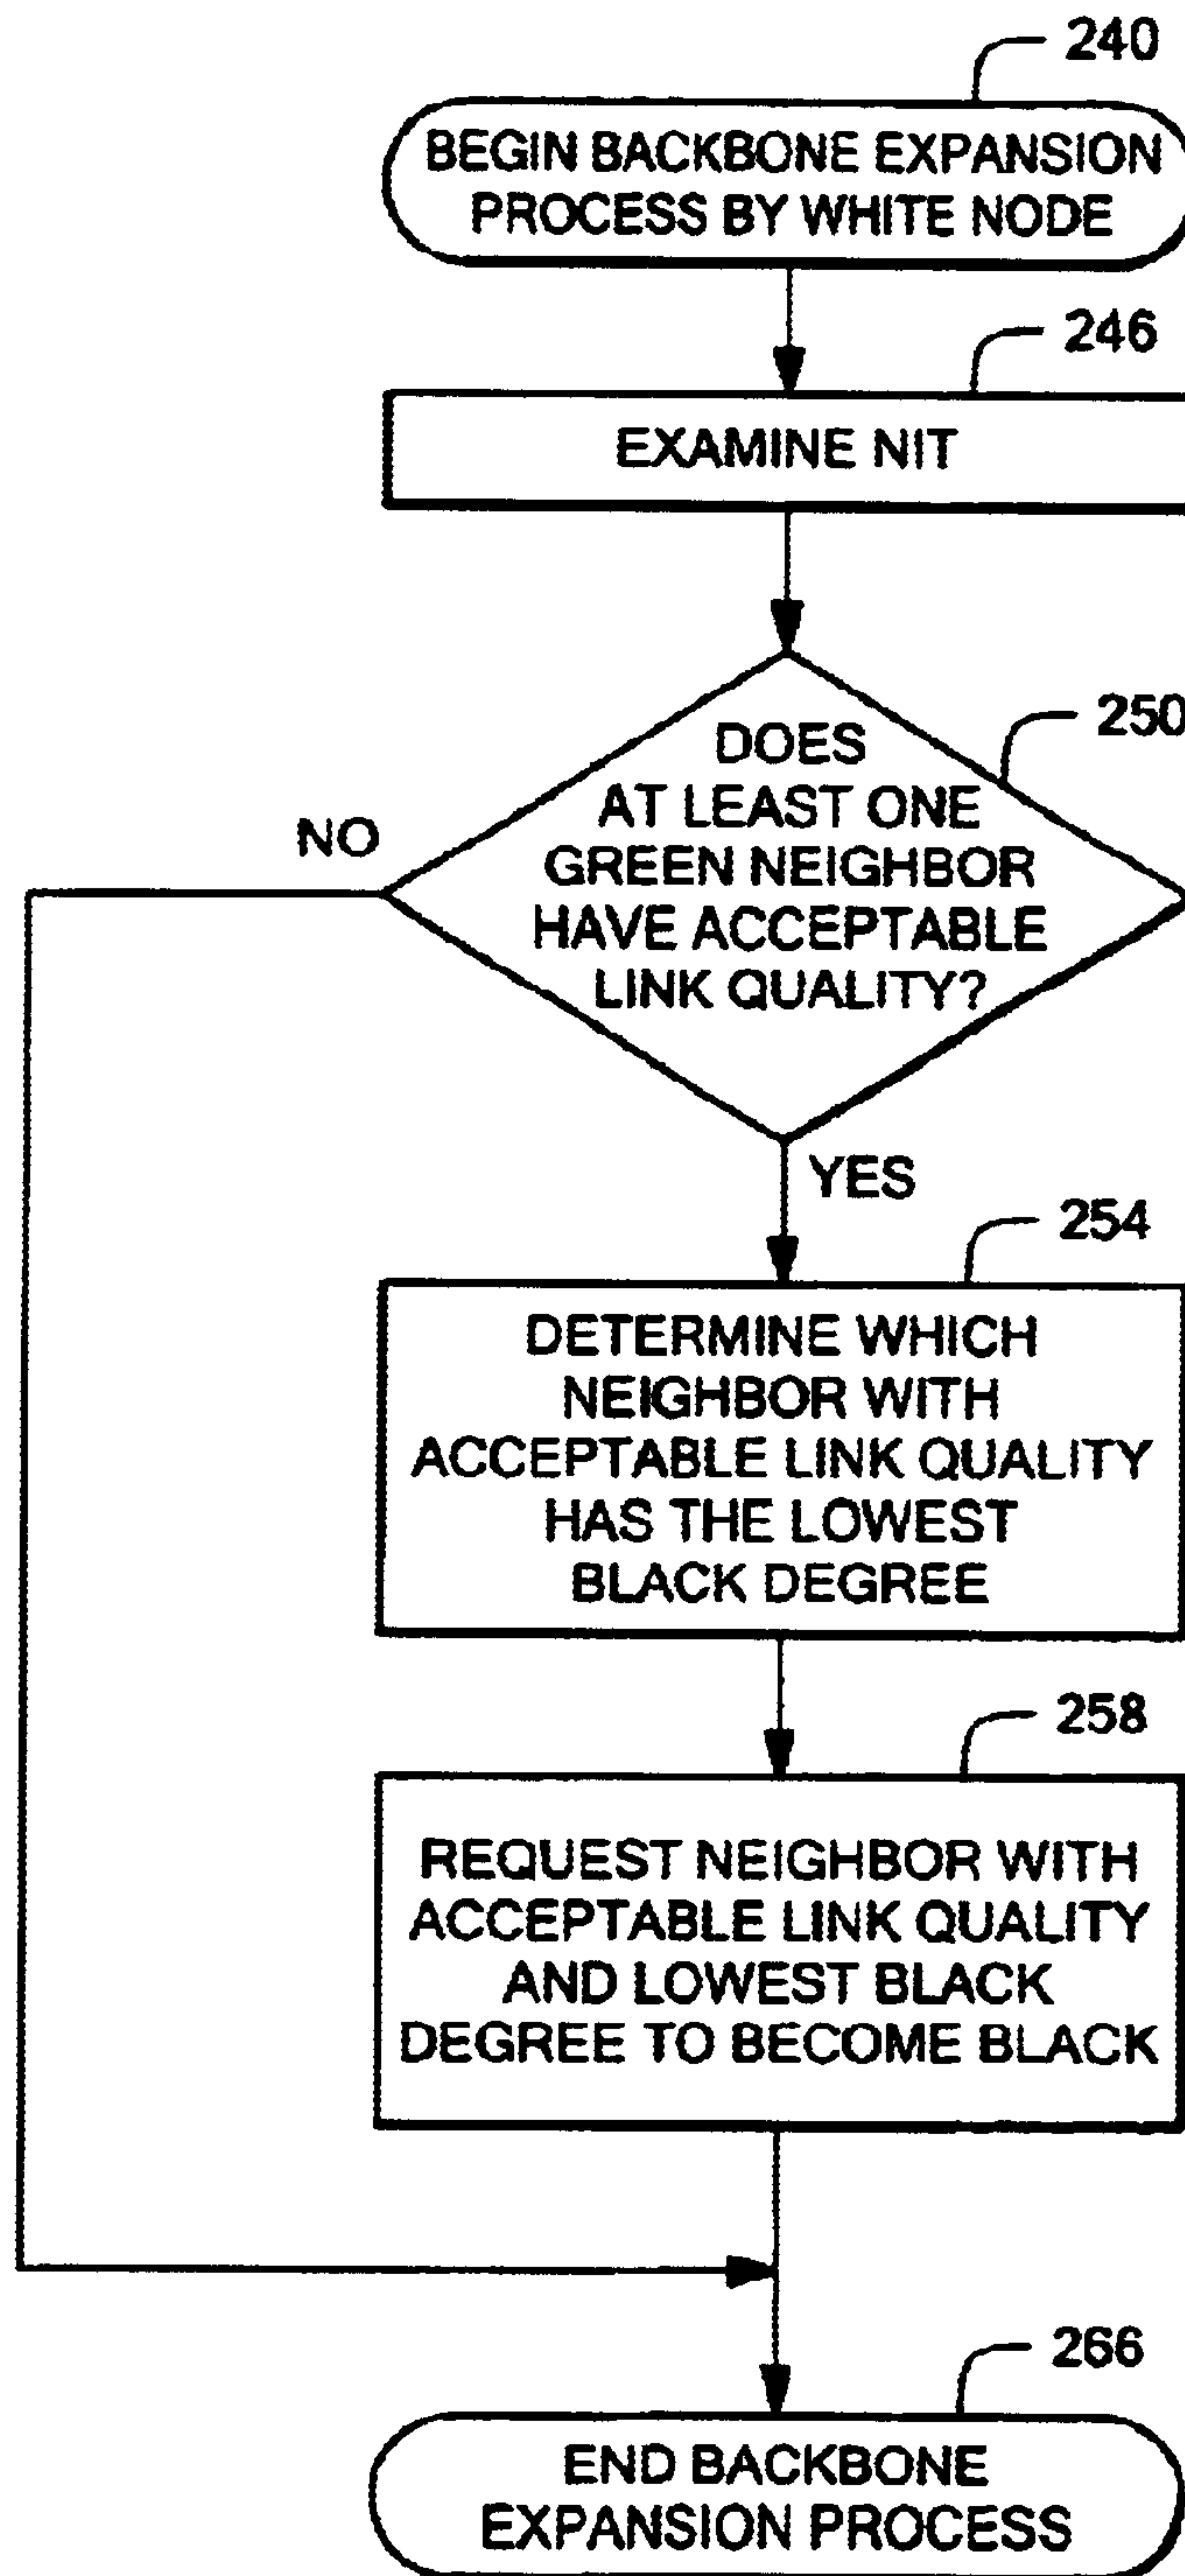 240
BEGIN BACKBONE EXPANSION
PROCESS BY WHITE NODE
246
EXAMINE NIT
250
DOES
AT LEAST ONE
GREEN NEIGHBOR
HAVE ACCEPTABLE
LINK QUALITY?
NO
YES
254
DETERMINE WHICH
NEIGHBOR WITH
ACCEPTABLE LINK QUALITY
HAS THE LOWEST
BLACK DEGREE
258
REQUEST NEIGHBOR WITH
ACCEPTABLE LINK QUALITY
AND LOWEST BLACK
DEGREE TO BECOME BLACK
266
END BACKBONE
EXPANSION PROCESS